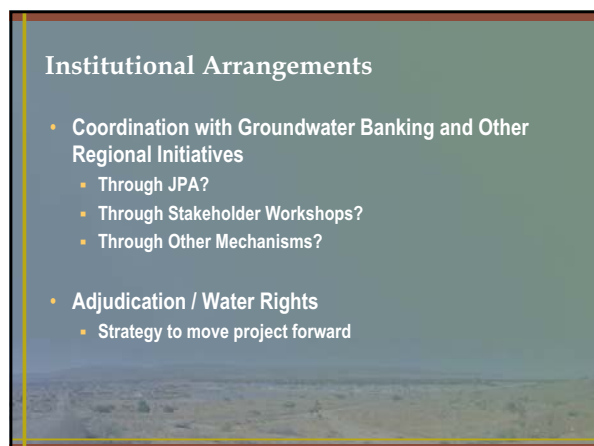 Institutional Arrangements
• Coordination with Groundwater Banking and Other
Regional Initiatives
▪ Through JPA?
▪ Through Stakeholder Workshops?
▪ Through Other Mechanisms?
• Adjudication / Water Rights
▪ Strategy to move project forward